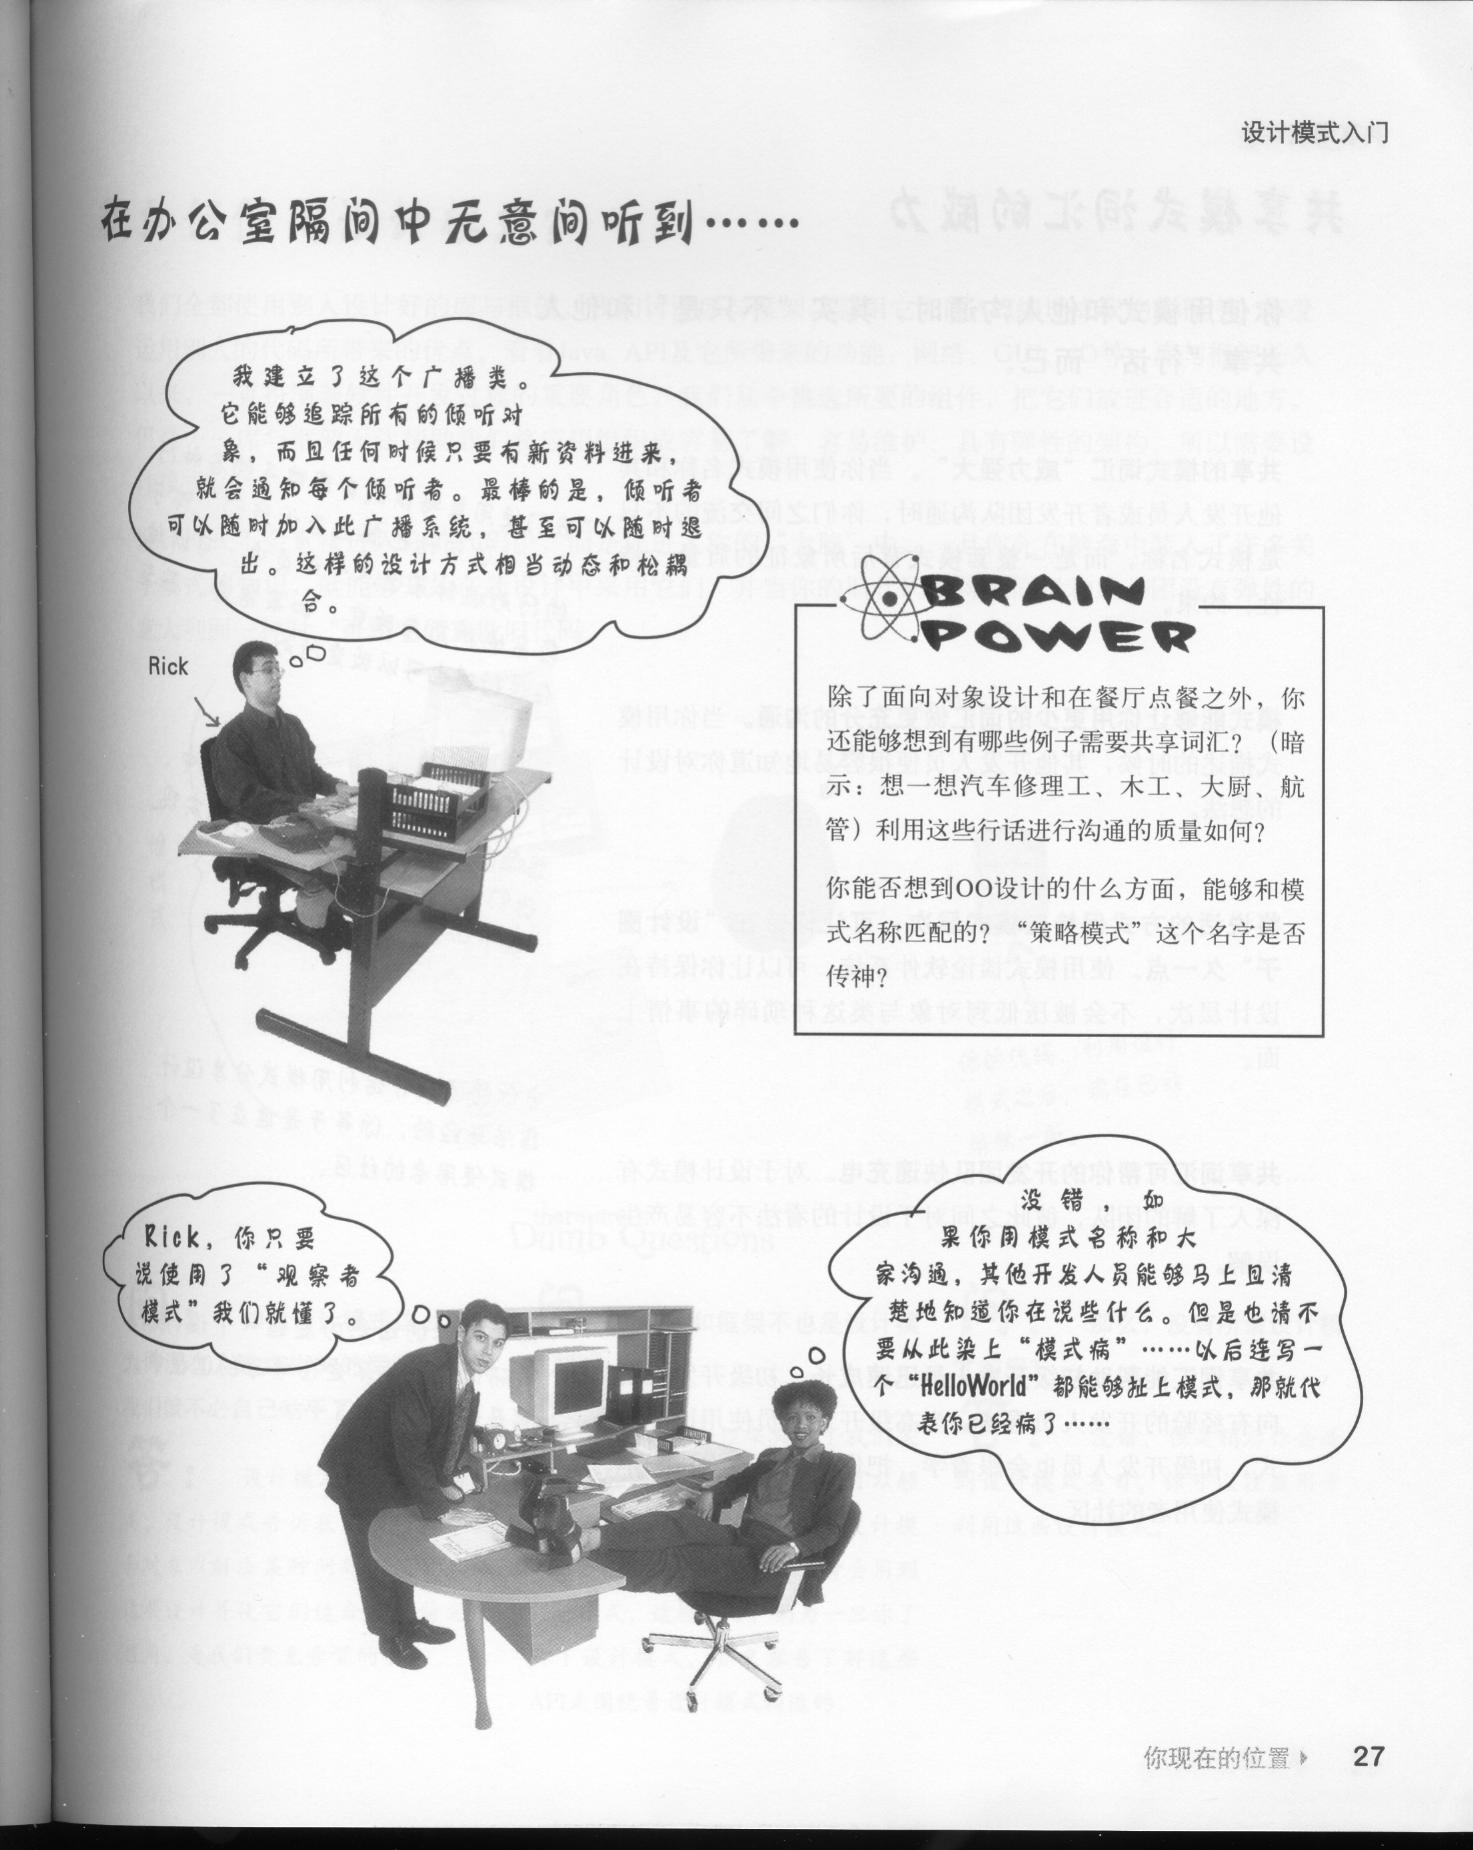 设计模式入门
在办公室隔间中无意间听到……
我建立了这个广播类。
它能够追踪所有的倾听对
象，而且任何时候只要有新资料进来，
就会通知每个倾听者。最棒的是，倾听者
可以随时加入此广播系统，甚至可以随时退
出。这样的设计方式相当动态和松耦
合。
Rick
BRAIN
POWER
除了面向对象设计和在餐厅点餐之外，你
还能够想到有哪些例子需要共享词汇？（暗
示：想一想汽车修理工、木工、大厨、航
管）利用这些行话进行沟通的质量如何？
你能否想到OO设计的什么方面，能够和模
式名称匹配的？“策略模式”这个名字是否
传神？
Rick，你只要
说使用了“观察者
模式”我们就懂了。
没错，如
果你用模式名称和大
家沟通，其他开发人员能够马上且清
楚地知道你在说些什么。但是也请不
要从此染上“模式病”……以后连写一
个“HelloWorld”都能够扯上模式，那就代
表你已经病了……
你现在的位置 27